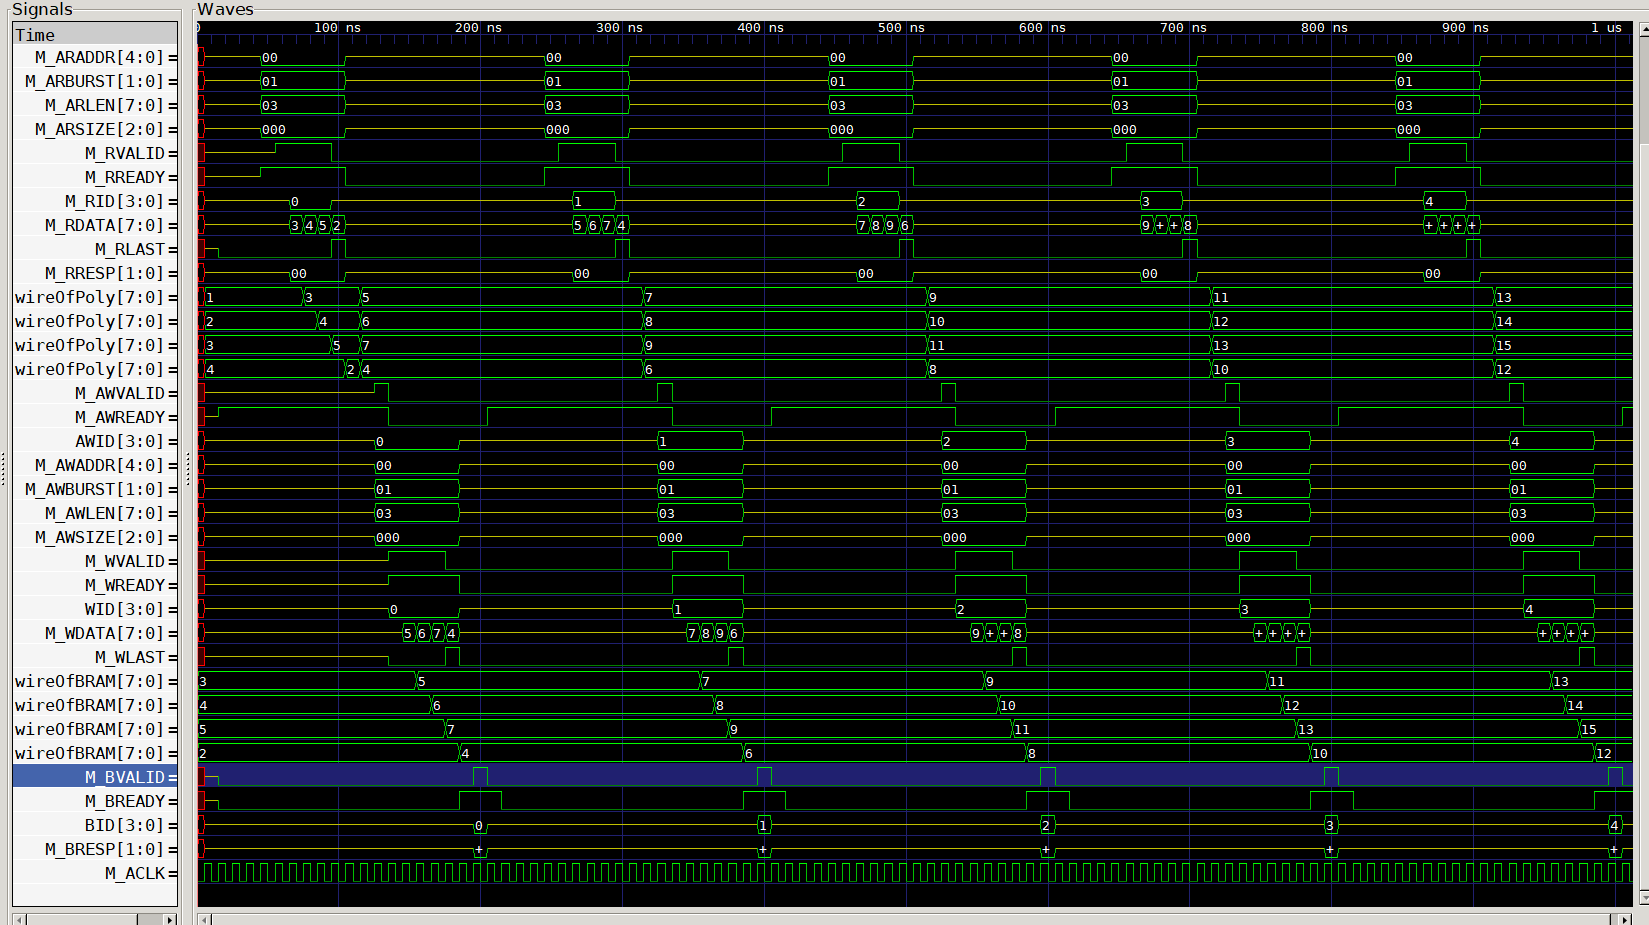 Signals Waves
Time 0 100 ns 200 ns 300 ns 400 ns 500 ns 600 ns 700 ns 800 ns 900 ns 1 us
M_ARADDR[4:0]= 00 00 00 00 00
M_ARBURST[1:0]= 01 01 01 01 01
M_ARLEN[7:0]= 03 03 03 03 03
M_ARSIZE[2:0]= 000 000 000 000 000
M_RVALID=
M_RREADY=
M_RID[3:0]= 0 1 2 3 4
M_RDATA[7:0]= 3 4 5 2 5 6 7 4 7 8 9 6 9 + + 8 + + + +
M_RLAST=
M_RRESP[1:0]= 00 00 00 00 00
wireOfPoly[7:0]= 1 3 5 7 9 11 13
wireOfPoly[7:0]= 2 4 6 8 10 12 14
wireOfPoly[7:0]= 3 5 7 9 11 13 15
wireOfPoly[7:0]= 4 2 4 6 8 10 12
M_AWVALID=
M_AWREADY=
AWID[3:0]= 0 1 2 3 4
M_AWADDR[4:0]= 00 00 00 00 00
M_AWBURST[1:0]= 01 01 01 01 01
M_AWLEN[7:0]= 03 03 03 03 03
M_AWSIZE[2:0]= 000 000 000 000 000
M_WVALID=
M_WREADY=
WID[3:0]= 0 1 2 3 4
M_WDATA[7:0]= 5 6 7 4 7 8 9 6 9 + + 8 + + + + + + + +
M_WLAST=
wireOfBRAM[7:0]= 3 5 7 9 11 13
wireOfBRAM[7:0]= 4 6 8 10 12 14
wireOfBRAM[7:0]= 5 7 9 11 13 15
wireOfBRAM[7:0]= 2 4 6 8 10 12
M_BVALID=
M_BREADY=
BID[3:0]= 0 1 2 3 4
M_BRESP[1:0]= + + + + +
M_ACLK=